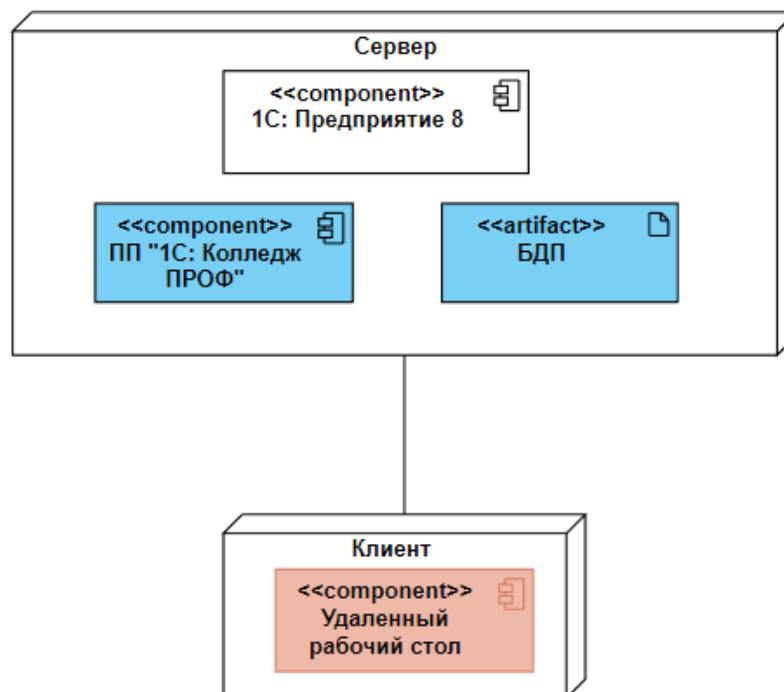 Сервер
<<component>>
1С: Предприятие 8
<<component>>
ПП "1С: Колледж
ПРОФ"
<<artifact>>
БДП
Клиент
<<component>>
Удаленный
рабочий стол